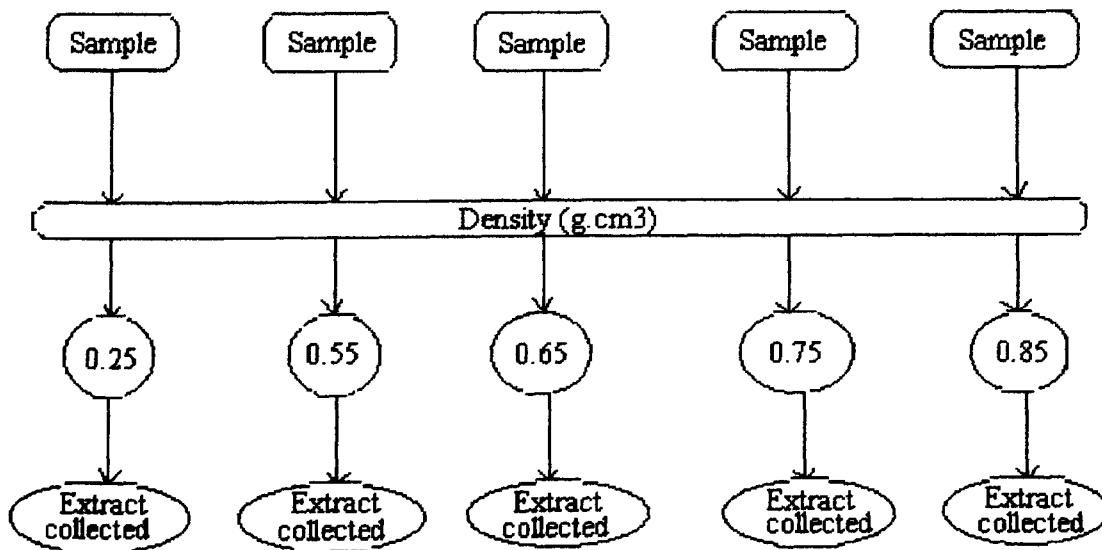 Sample Sample Sample Sample Sample
Density (g.cm3)
0.25 0.55 0.65 0.75 0.85
Extract Extract Extract Extract Extract
collected collected collected collected collected